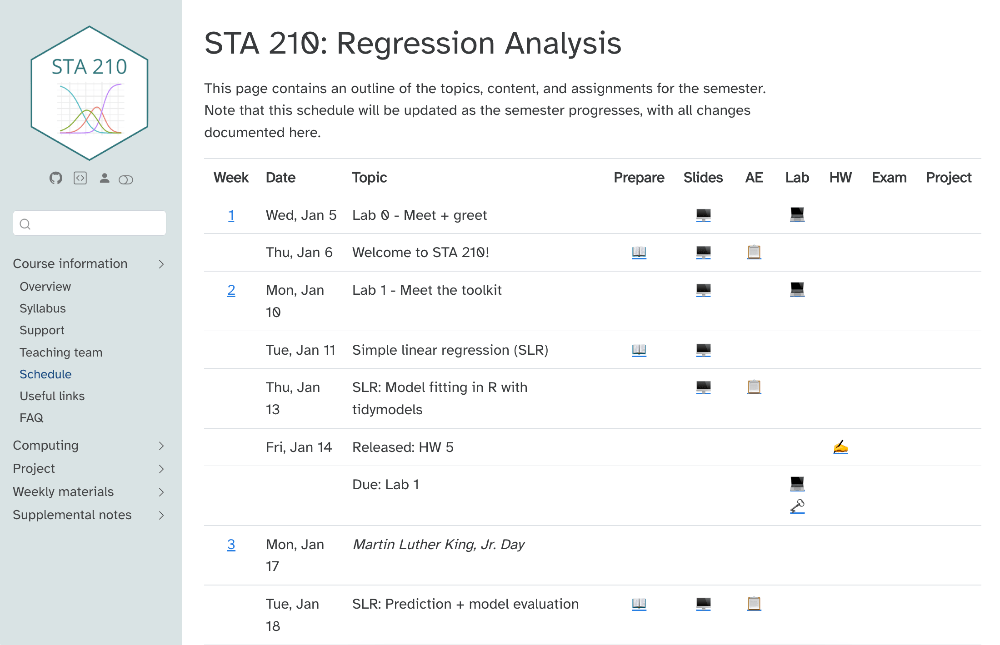 STA 210
Course information
Overview
Syllabus
Support
Teaching team
Schedule
Useful links
FAQ
Computing
Project
Weekly materials
Supplemental notes
STA 210: Regression Analysis
This page contains an outline of the topics, content, and assignments for the semester.
Note that this schedule will be updated as the semester progresses, with all changes
documented here.
Week Date Topic Prepare Slides AE Lab HW Exam Project
1 Wed, Jan 5 Lab 0 - Meet + greet
Thu, Jan 6 Welcome to STA 210!
2 Mon, Jan 10 Lab 1 - Meet the toolkit
Tue, Jan 11 Simple linear regression (SLR)
Thu, Jan 13 SLR: Model fitting in R with
tidymodels
Fri, Jan 14 Released: HW 5
Due: Lab 1
3 Mon, Jan 17 Martin Luther King, Jr. Day
Tue, Jan 18 SLR: Prediction + model evaluation